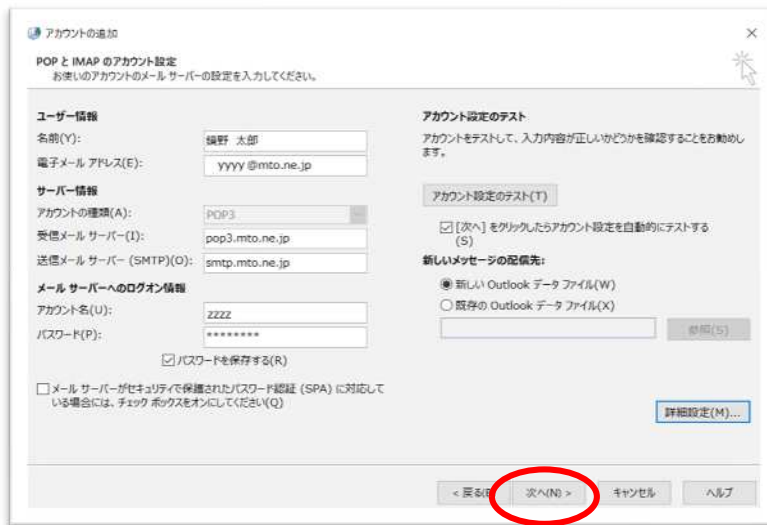 アカウントの追加
POP と IMAP のアカウント設定
お使いのアカウントのメール サーバーの設定を入力してください。
ユーザー情報
名前(Y):
鏡野 太郎
電子メール アドレス(E):
yyyy @mto.ne.jp
サーバー情報
アカウントの種類(A):
POP3
受信メール サーバー(I):
pop3.mto.ne.jp
送信メール サーバー (SMTP)(O):
smtp.mto.ne.jp
メール サーバーへのログオン情報
アカウント名(U):
zzzz
パスワード(P):
********
パスワードを保存する(R)
メール サーバーがセキュリティで保護されたパスワード認証 (SPA) に対応して
いる場合には、チェック ボックスをオンにしてください(Q)
アカウント設定のテスト
アカウントをテストして、入力内容が正しいかどうかを確認することをお勧めし
ます。
アカウント設定のテスト(T)
[次へ] をクリックしたらアカウント設定を自動的にテストする
(S)
新しいメッセージの配信先:
新しい Outlook データ ファイル(W)
既存の Outlook データ ファイル(X)
参照(S)
詳細設定(M)...
< 戻る(B
次へ(N) >
キャンセル
ヘルプ